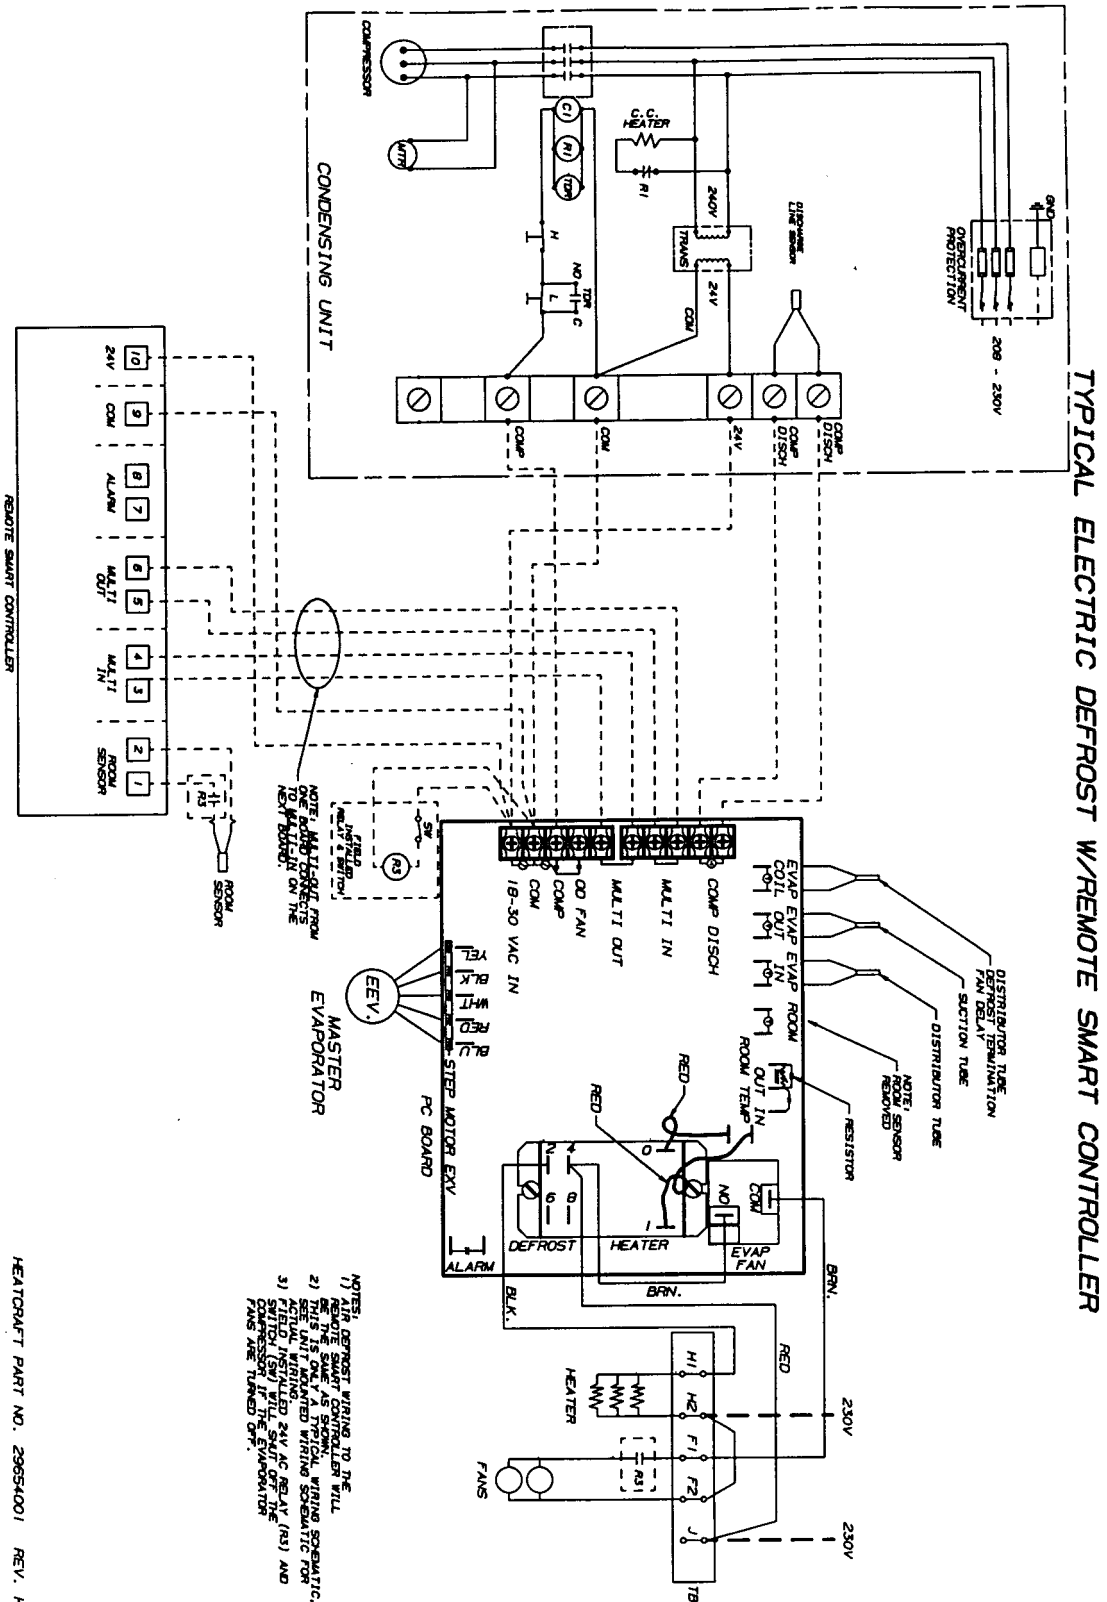 TYPICAL ELECTRIC DEFROST W/REMOTE SMART CONTROLLER
GND
OVERCURRENT
PROTECTION
208 - 230V
DISCHARGE
LINE SENSOR
240V
TRANS
24V
COM
C.C.
HEATER
R1
C1
R1
TDR
H
NO
TDR
L
C
COMPRESSOR
MTR
CONDENSING UNIT
COMP
DISCH
COMP
DISCH
24V
COM
COMP
10
24V
9
COM
8
7
ALARM
6
5
MULTI
OUT
4
3
MULTI
IN
2
1
ROOM
SENSOR
REMOTE SMART CONTROLLER
R3
ROOM
SENSOR
NOTE: MULTI-OUT FROM
ONE BOARD CONNECTS
TO MULTI-IN ON THE
NEXT BOARD.
SW
R3
FIELD
INSTALLED
RELAY & SWITCH
COMP DISCH
MULTI IN
MULTI OUT
OD FAN
COMP
COM
18-30 VAC IN
EVAP
COIL
EVAP
OUT
EVAP
IN
ROOM
DISTRIBUTOR TUBE
DEFROST TERMINATION
FAN DELAY
SUCTION TUBE
DISTRIBUTOR TUBE
NOTE:
ROOM SENSOR
REMOVED
RESISTOR
OUT IN
ROOM TEMP
YEL
BLK
WHT
RED
BLU
STEP MOTOR EXV
EEV.
MASTER
EVAPORATOR
PC BOARD
RED
RED
0
1
2
4
6
8
DEFROST
HEATER
COM
NO
EVAP
FAN
ALARM
BRN.
BRN.
BLK.
RED
230V
230V
H1
H2
F1
F2
J
TB
HEATER
R3
FANS
NOTES:
1) AIR DEFROST WIRING TO THE
REMOTE SMART CONTROLLER WILL
BE THE SAME AS SHOWN.
2) THIS IS ONLY A TYPICAL WIRING SCHEMATIC,
SEE UNIT MOUNTED WIRING SCHEMATIC FOR
ACTUAL WIRING.
3) FIELD INSTALLED 24V AC RELAY (R3) AND
SWITCH (SW) WILL SHUT OFF THE
COMPRESSOR IF THE EVAPORATOR
FANS ARE TURNED OFF.
HEATCRAFT PART NO. 29654001 REV.